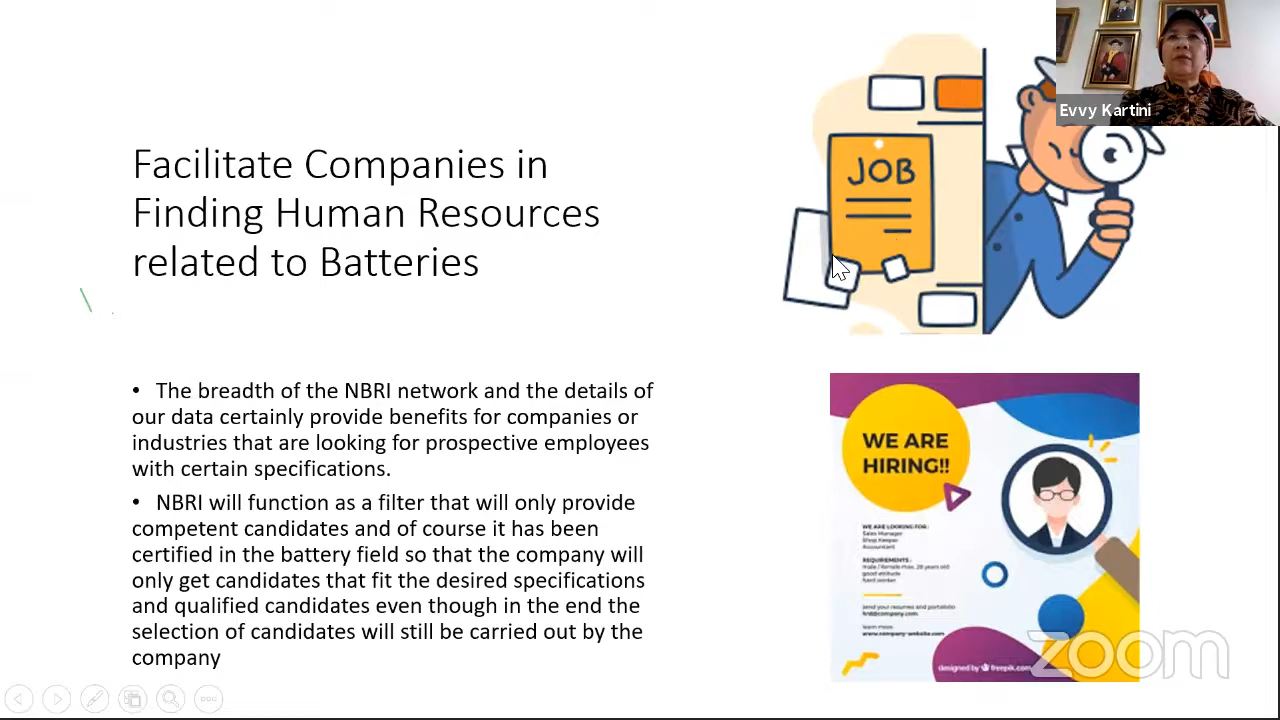 Evvy Kartini
Facilitate Companies in
Finding Human Resources
related to Batteries
JOB
• The breadth of the NBRI network and the details of
our data certainly provide benefits for companies or
industries that are looking for prospective employees
with certain specifications.
• NBRI will function as a filter that will only provide
competent candidates and of course it has been
certified in the battery field so that the company will
only get candidates that fit the desired specifications
and qualified candidates even though in the end the
selection of candidates will still be carried out by the
company
WE ARE
HIRING!!
WE ARE LOOKING FOR:
Sales Manager
Shop Keeper
Accountant
REQUIREMENTS:
male / female max. 28 years old
good attitude
hard worker
send your resumes and portofolio
hrd@company.com
learn more
www.company-website.com
designed by freepik.com
zoom